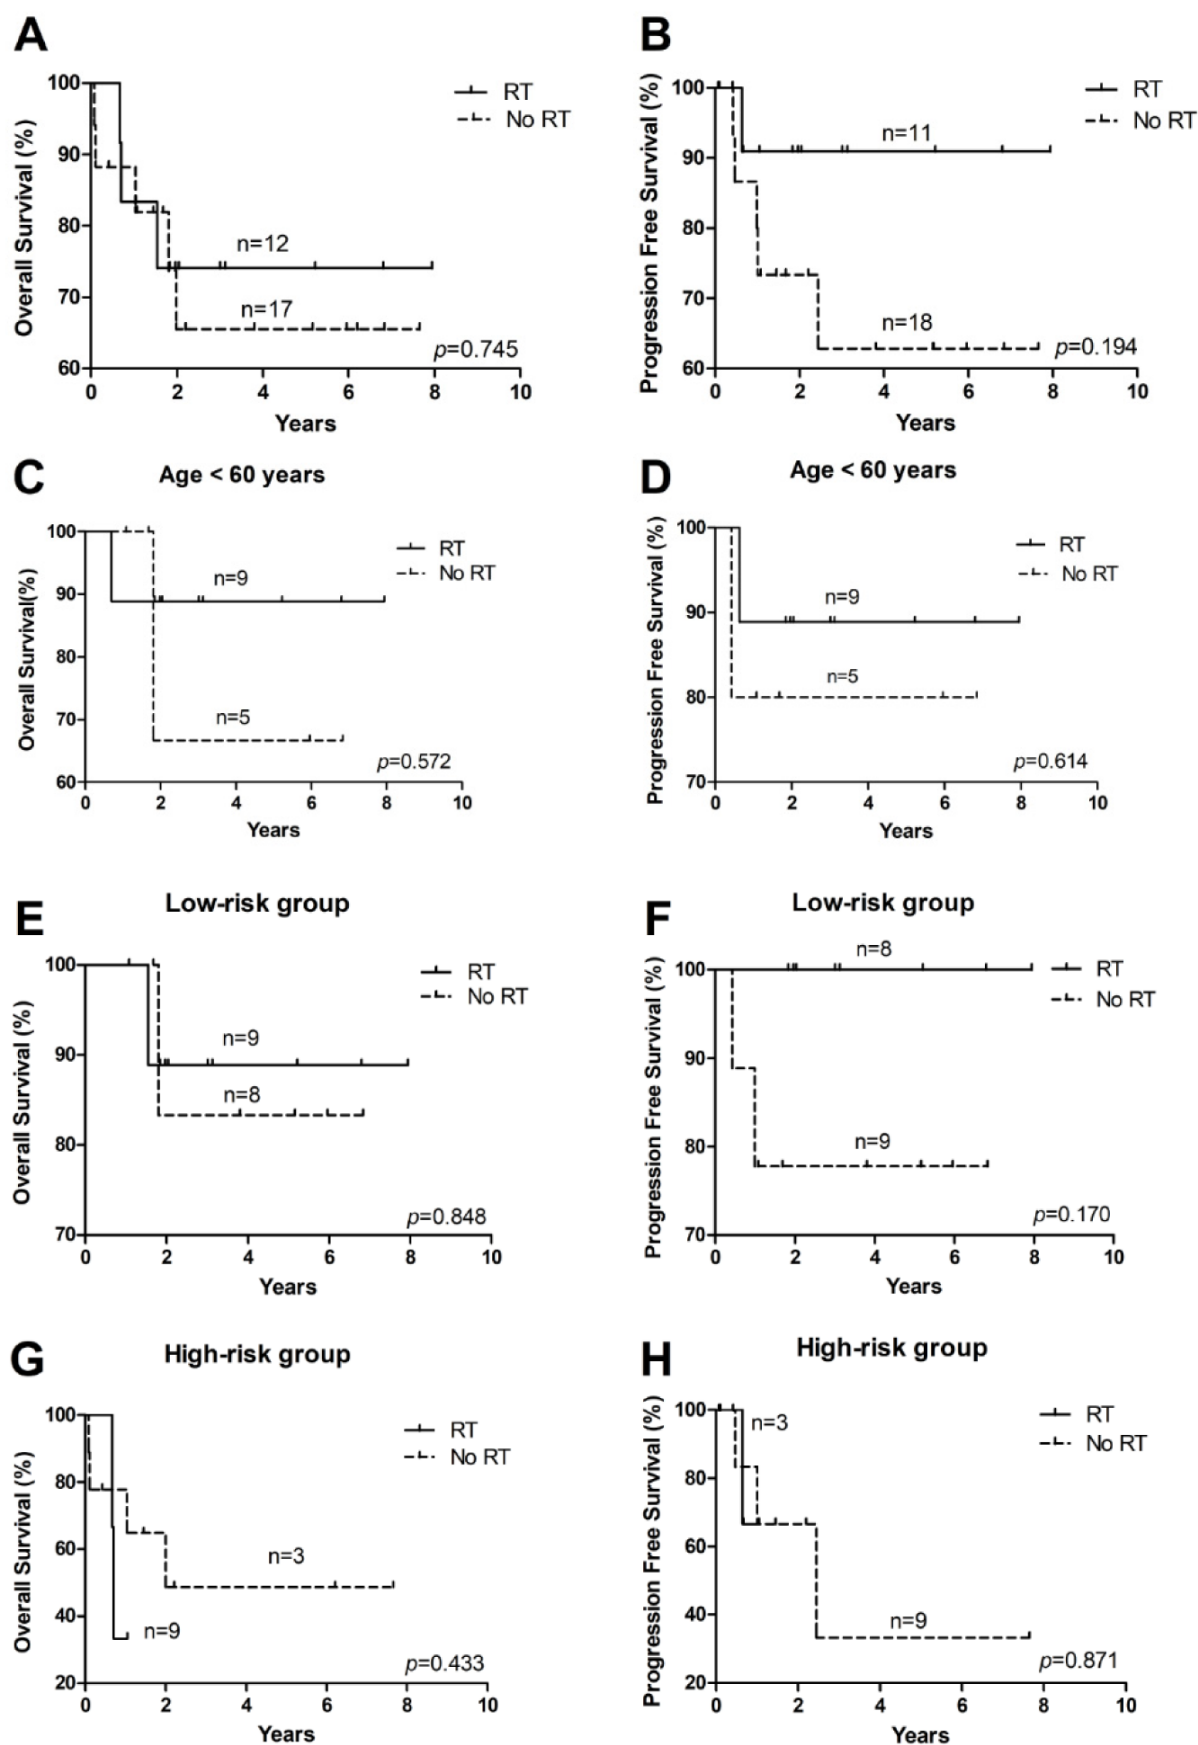 A
Overall Survival (%)
100
90
80
70
60
RT
No RT
n=12
n=17
p=0.745
0 2 4 6 8 10
Years
B
Progression Free Survival (%)
100
90
80
70
60
RT
No RT
n=11
n=18
p=0.194
0 2 4 6 8 10
Years
C
Age < 60 years
Overall Survival(%)
100
90
80
70
60
RT
No RT
n=9
n=5
p=0.572
0 2 4 6 8 10
Years
D
Age < 60 years
Progression Free Survival (%)
100
90
80
70
RT
No RT
n=9
n=5
p=0.614
0 2 4 6 8 10
Years
E
Low-risk group
Overall Survival (%)
100
90
80
70
RT
No RT
n=9
n=8
p=0.848
0 2 4 6 8 10
Years
F
Low-risk group
Progression Free Survival (%)
100
90
80
70
n=8
RT
No RT
n=9
p=0.170
0 2 4 6 8 10
Years
G
High-risk group
Overall Survival (%)
100
80
60
40
20
RT
No RT
n=3
n=9
p=0.433
0 2 4 6 8 10
Years
H
High-risk group
Progression Free Survival (%)
100
80
60
40
20
n=3
RT
No RT
n=9
p=0.871
0 2 4 6 8 10
Years